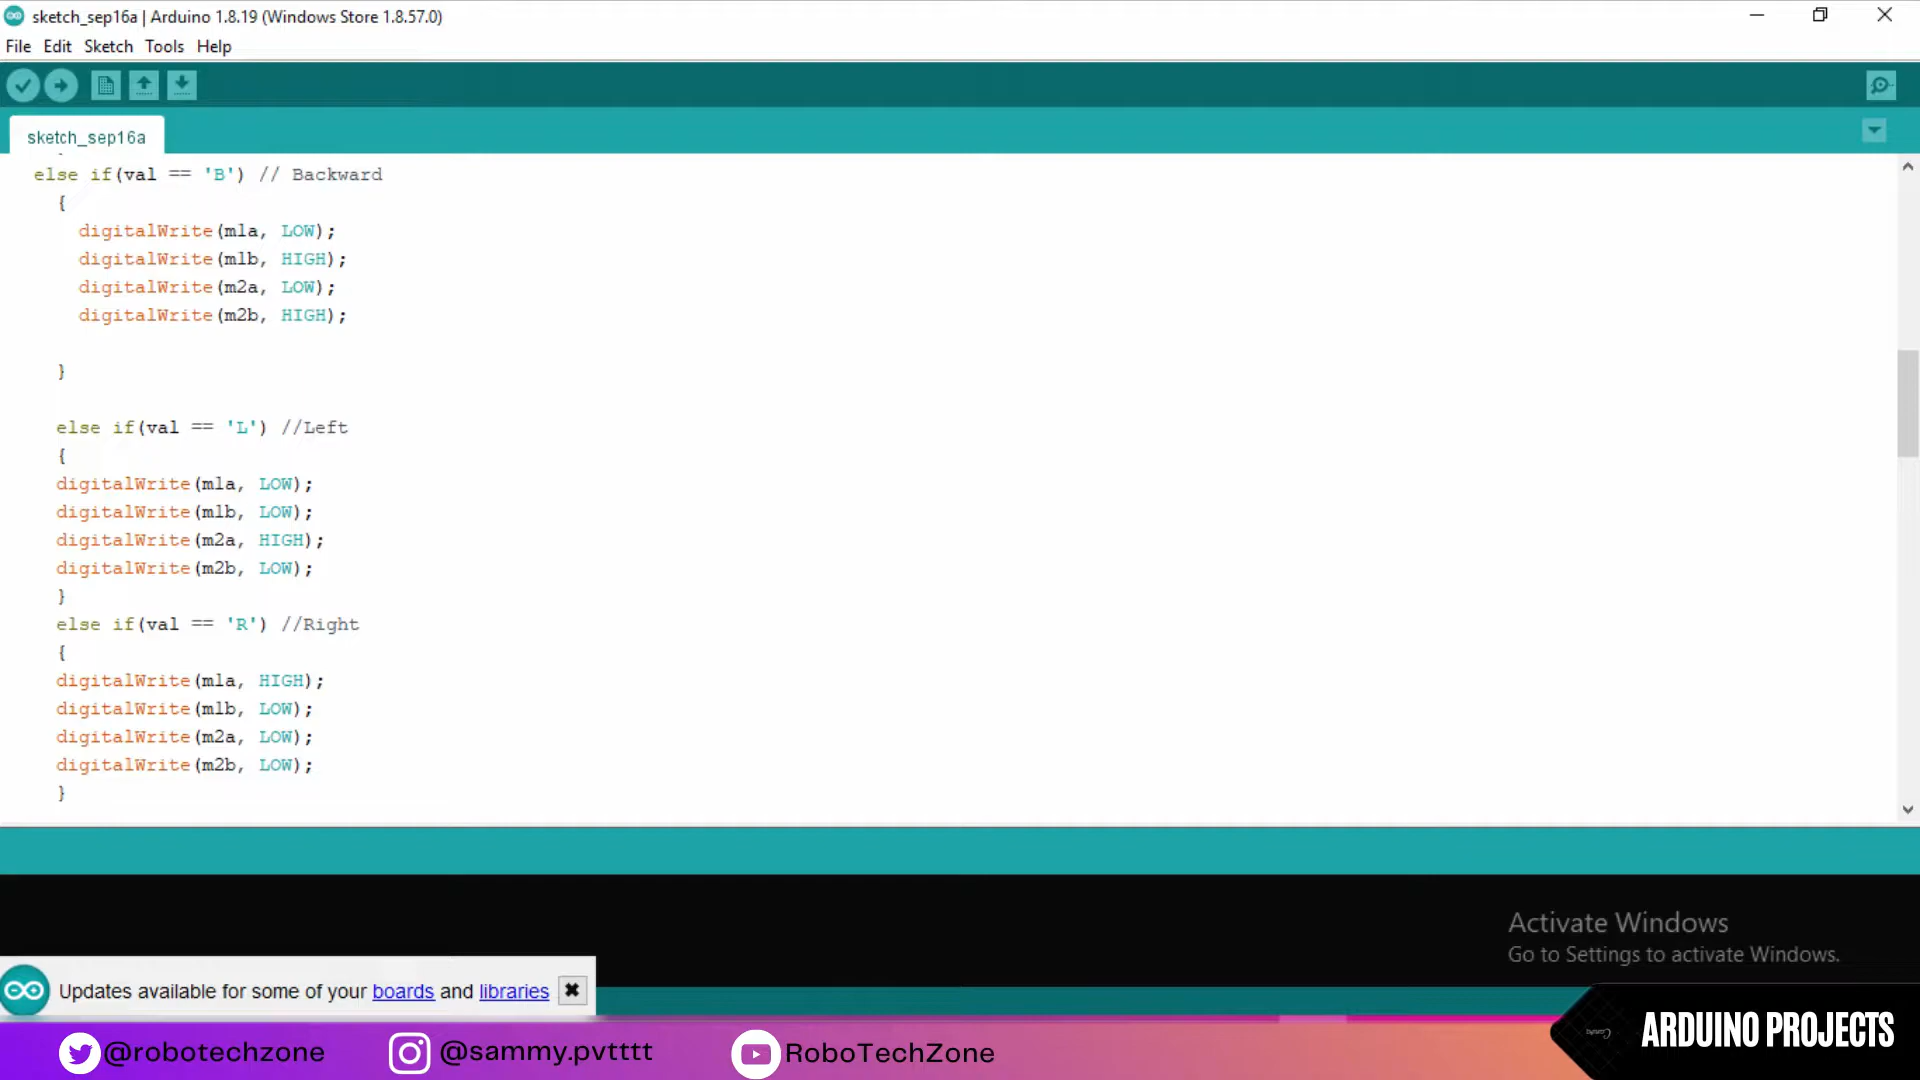 sketch_sep16a | Arduino 1.8.19 (Windows Store 1.8.57.0)
File Edit Sketch Tools Help
sketch_sep16a
else if(val == 'B') // Backward
{
digitalWrite(m1a, LOW);
digitalWrite(m1b, HIGH);
digitalWrite(m2a, LOW);
digitalWrite(m2b, HIGH);
}
else if(val == 'L') //Left
{
digitalWrite(m1a, LOW);
digitalWrite(m1b, LOW);
digitalWrite(m2a, HIGH);
digitalWrite(m2b, LOW);
}
else if(val == 'R') //Right
{
digitalWrite(m1a, HIGH);
digitalWrite(m1b, LOW);
digitalWrite(m2a, LOW);
digitalWrite(m2b, LOW);
}
Activate Windows
Go to Settings to activate Windows.
Updates available for some of your boards and libraries
@robotechzone
@sammy.pvtttt
RoboTechZone
ARDUINO PROJECTS